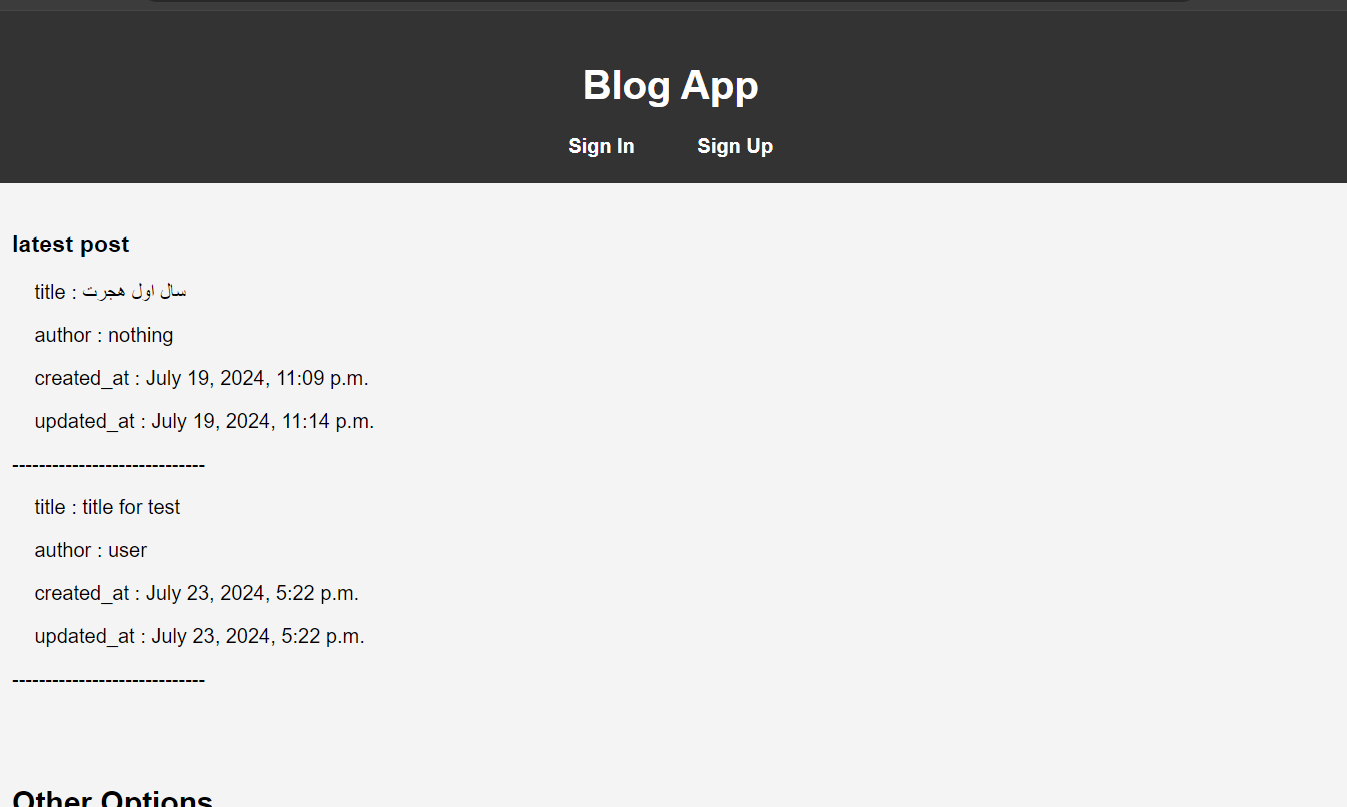 Blog App
Sign In Sign Up
latest post
title : سال اول هجرت
author : nothing
created_at : July 19, 2024, 11:09 p.m.
updated_at : July 19, 2024, 11:14 p.m.
-----------------------------
title : title for test
author : user
created_at : July 23, 2024, 5:22 p.m.
updated_at : July 23, 2024, 5:22 p.m.
-----------------------------
Other Options